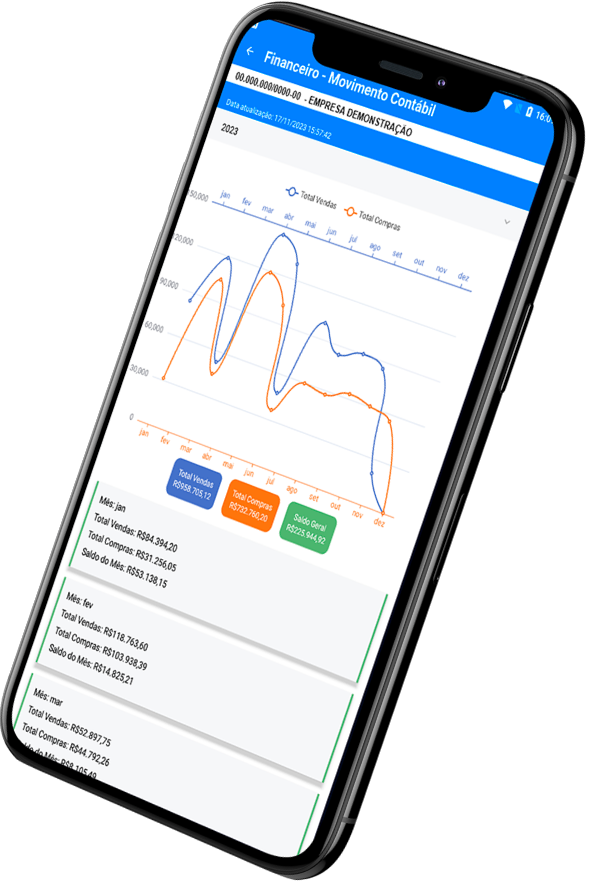 Financeiro - Movimento Contábil
16:0
00.000.000/0000-00 - EMPRESA DEMONSTRAÇÃO
Data atualização: 17/11/2023 15:57:42
2023
Total Vendas Total Compras
jan fev mar abr mai jun jul ago set out nov dez
50,000
120,000
90,000
60,000
30,000
0
jan fev mar abr mai jun jul ago set out nov dez
Total Vendas
R$958.705,12
Total Compras
R$732.760,20
Saldo Geral
R$225.944,92
Mês: jan
Total Vendas: R$84.394,20
Total Compras: R$31.256,05
Saldo do Mês: R$53.138,15
Mês: fev
Total Vendas: R$118.763,60
Total Compras: R$103.938,39
Saldo do Mês: R$14.825,21
Mês: mar
Total Vendas: R$52.897,75
Total Compras: R$44.792,26
do Mês: R$8.105,49